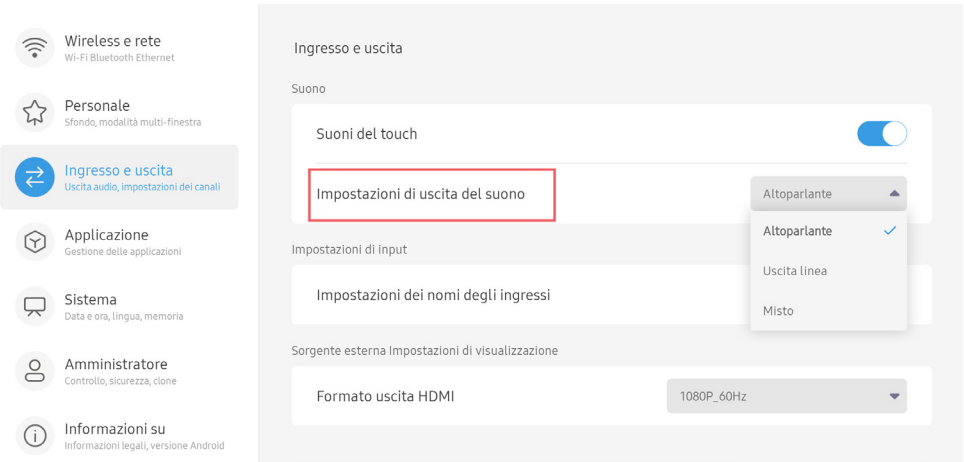 Wireless e rete
Wi-Fi Bluetooth Ethernet
Personale
Sfondo, modalità multi-finestra
Ingresso e uscita
Uscita audio, impostazioni dei canali
Applicazione
Gestione delle applicazioni
Sistema
Data e ora, lingua, memoria
Amministratore
Controllo, sicurezza, clone
Informazioni su
Informazioni legali, versione Android
Ingresso e uscita
Suono
Suoni del touch
Impostazioni di uscita del suono
Altoparlante
Altoparlante
Uscita linea
Misto
Impostazioni di input
Impostazioni dei nomi degli ingressi
Sorgente esterna Impostazioni di visualizzazione
Formato uscita HDMI
1080P_60Hz